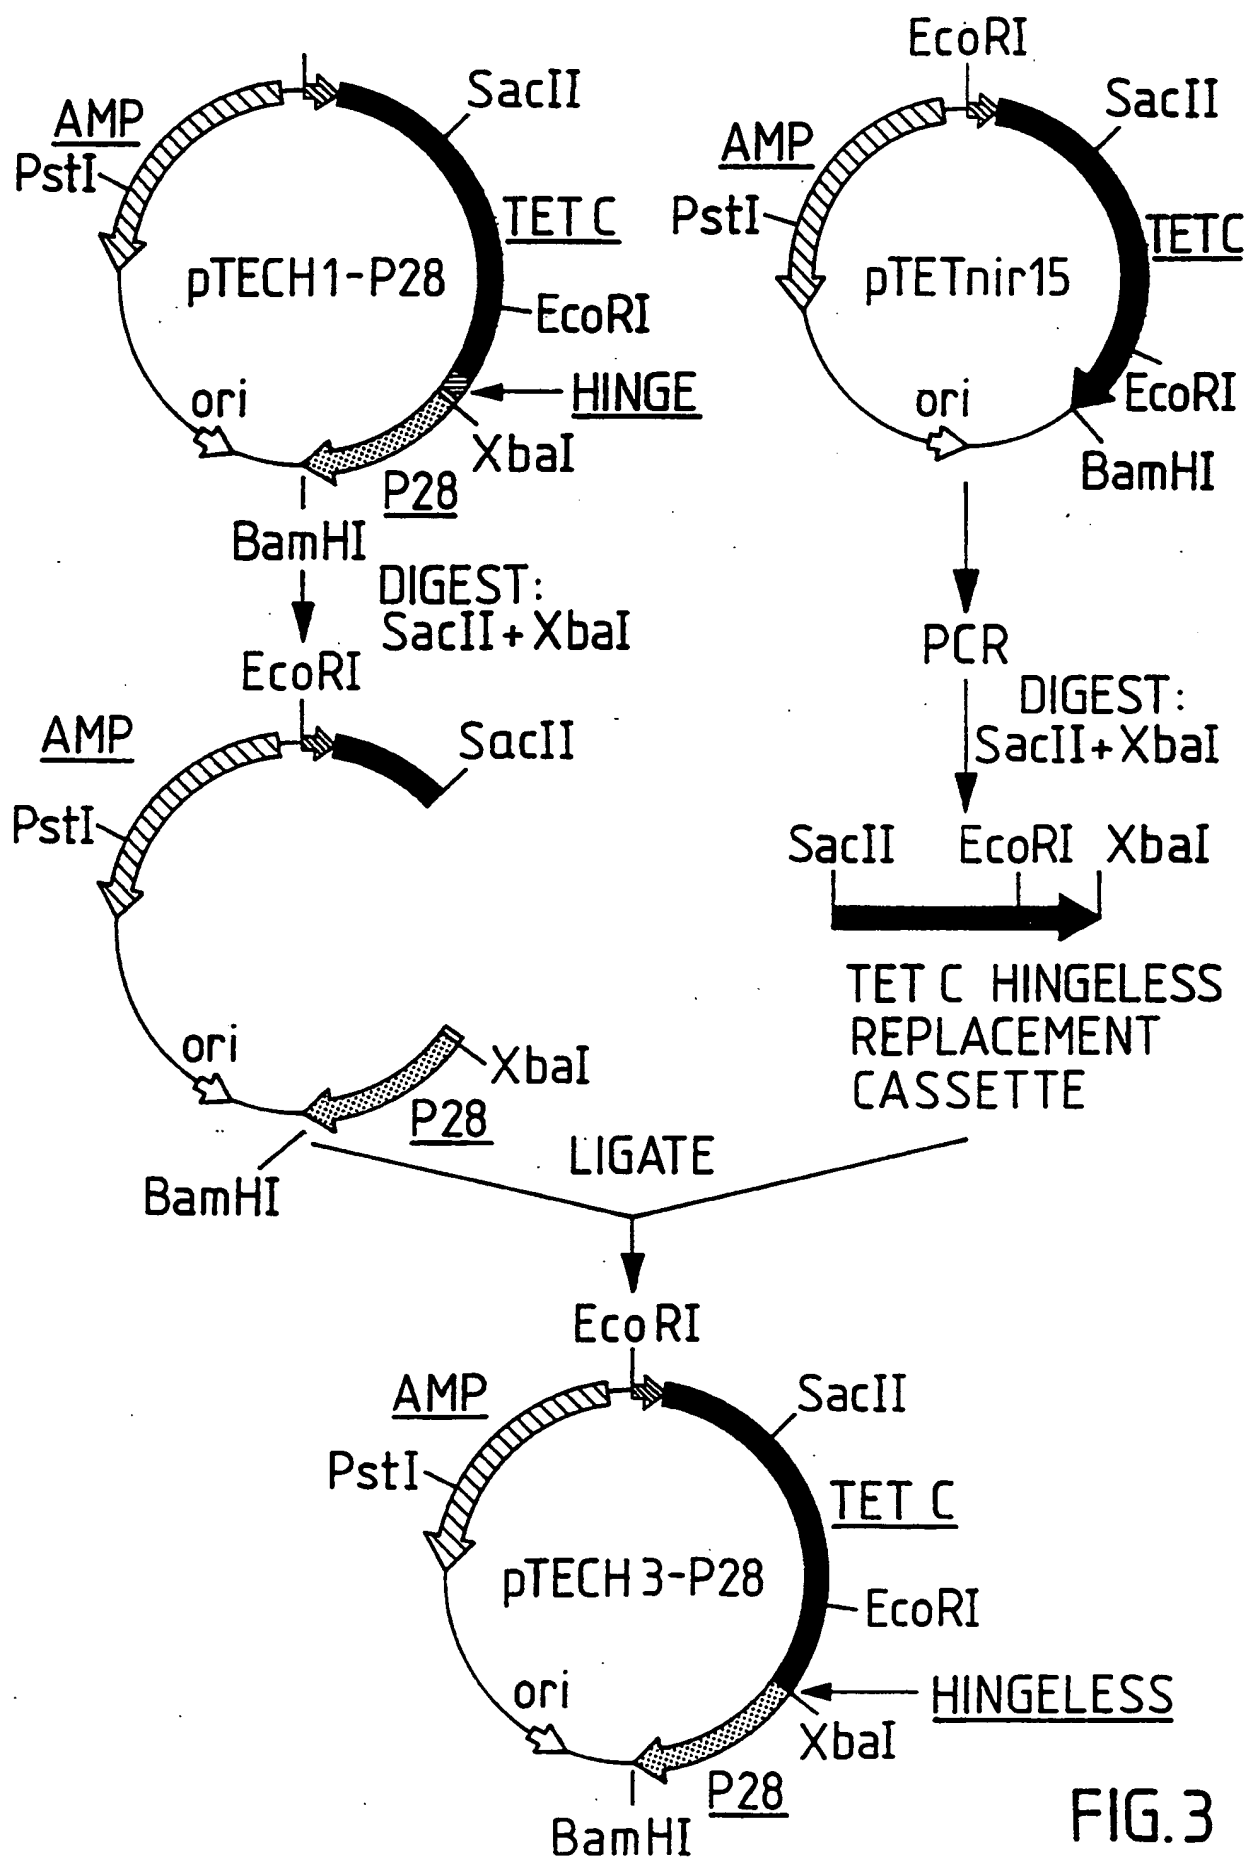 SacII
AMP
PstI
TET C
pTECH1-P28
EcoRI
HINGE
ori
XbaI
P28
BamHI
EcoRI
SacII
AMP
PstI
TETC
pTETnir15
ori
EcoRI
BamHI
DIGEST:
SacII+XbaI
PCR
DIGEST:
SacII+XbaI
EcoRI
AMP
SacII
PstI
ori
XbaI
P28
BamHI
SacII EcoRI XbaI
TET C HINGELESS
REPLACEMENT
CASSETTE
LIGATE
EcoRI
AMP
SacII
PstI
TET C
pTECH3-P28
EcoRI
ori
HINGELESS
XbaI
P28
BamHI
FIG.3